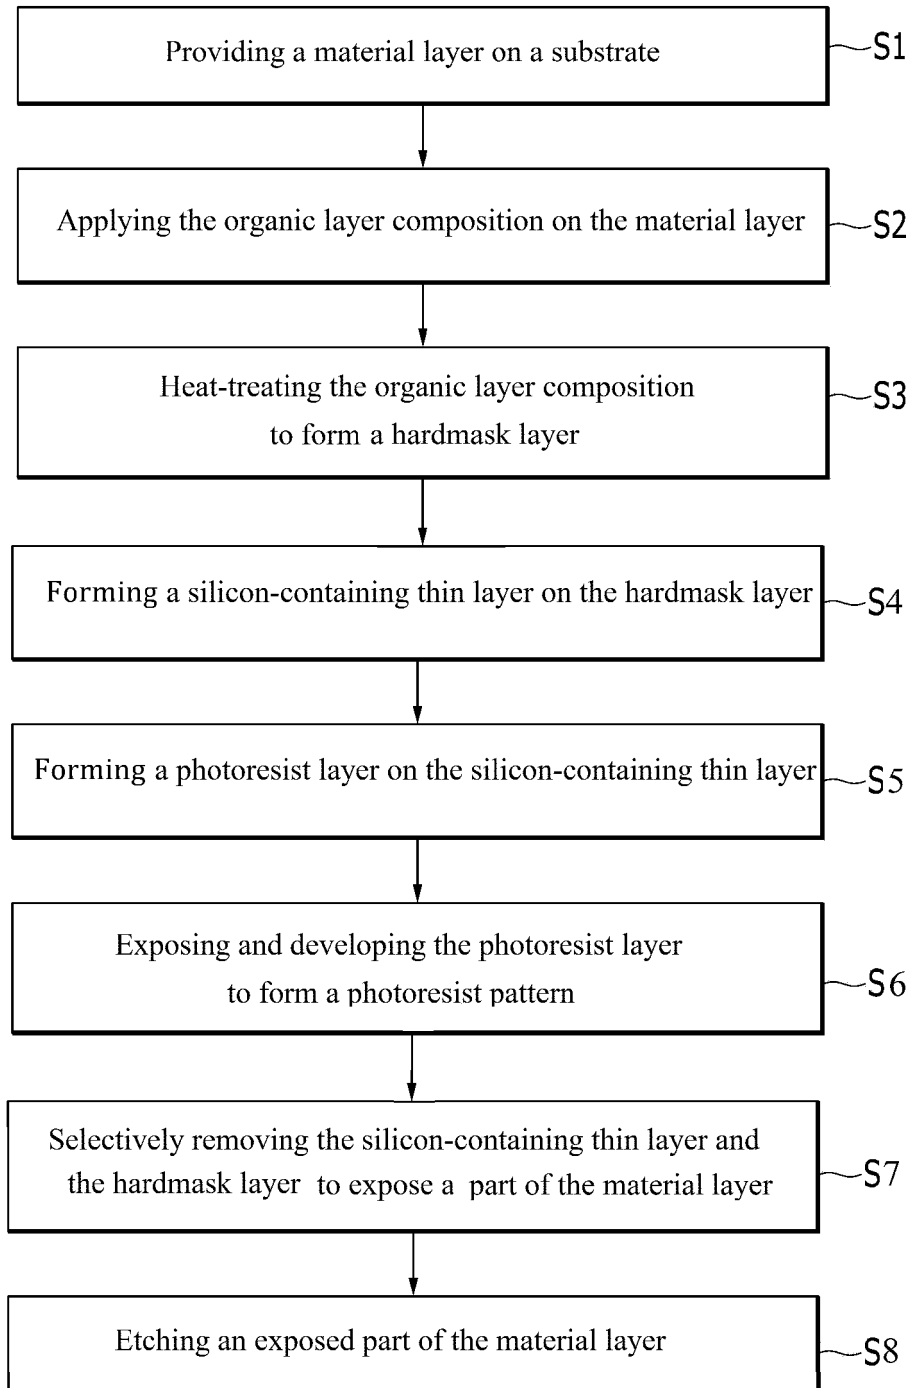 Providing a material layer on a substrate
S1
Applying the organic layer composition on the material layer
S2
Heat-treating the organic layer composition
to form a hardmask layer
S3
Forming a silicon-containing thin layer on the hardmask layer
S4
Forming a photoresist layer on the silicon-containing thin layer
S5
Exposing and developing the photoresist layer
to form a photoresist pattern
S6
Selectively removing the silicon-containing thin layer and
the hardmask layer to expose a part of the material layer
S7
Etching an exposed part of the material layer
S8